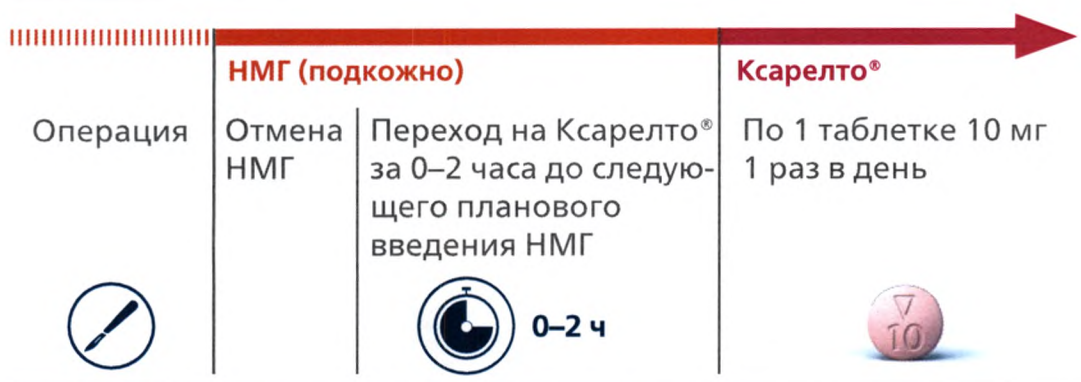 НМГ (подкожно)
Ксарелто®
Операция
Отмена
НМГ
Переход на Ксарелто®
за 0–2 часа до следую-
щего планового
введения НМГ
По 1 таблетке 10 мг
1 раз в день
0–2 ч
10